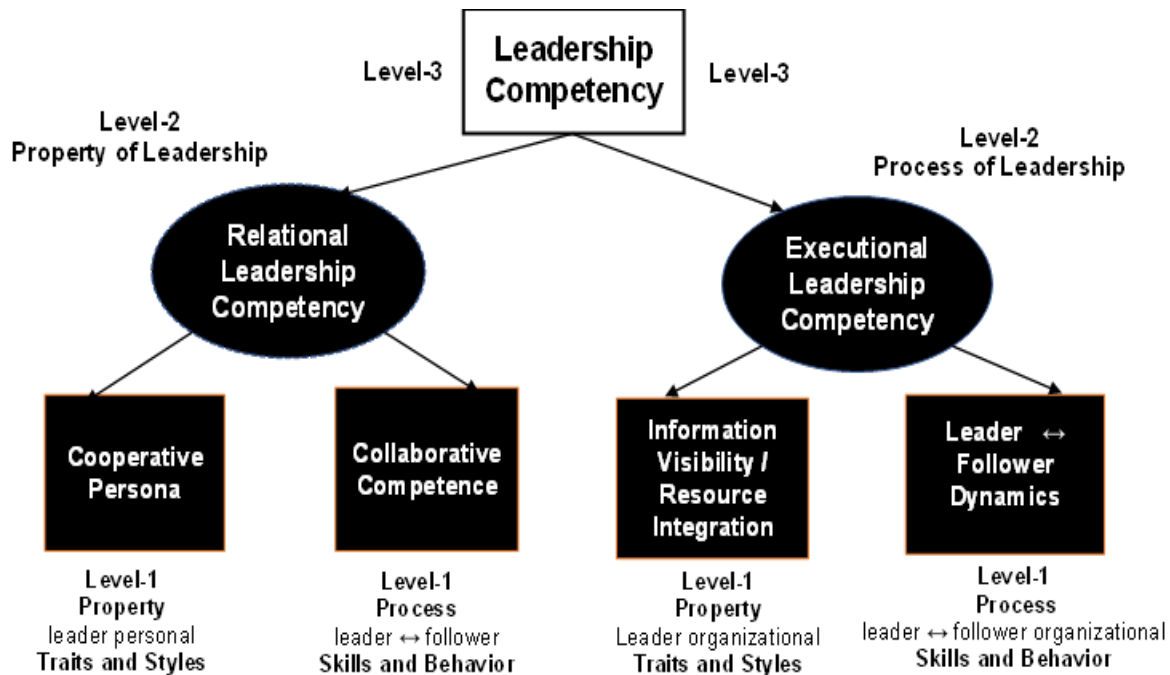 Leadership
Competency
Level-3
Level-3
Level-2
Property of Leadership
Level-2
Process of Leadership
Relational
Leadership
Competency
Executional
Leadership
Competency
Cooperative
Persona
Collaborative
Competence
Information
Visibility /
Resource
Integration
Leader ↔
Follower
Dynamics
Level-1
Property
leader personal
Traits and Styles
Level-1
Process
leader ↔ follower
Skills and Behavior
Level-1
Property
Leader organizational
Traits and Styles
Level-1
Process
leader ↔ follower organizational
Skills and Behavior